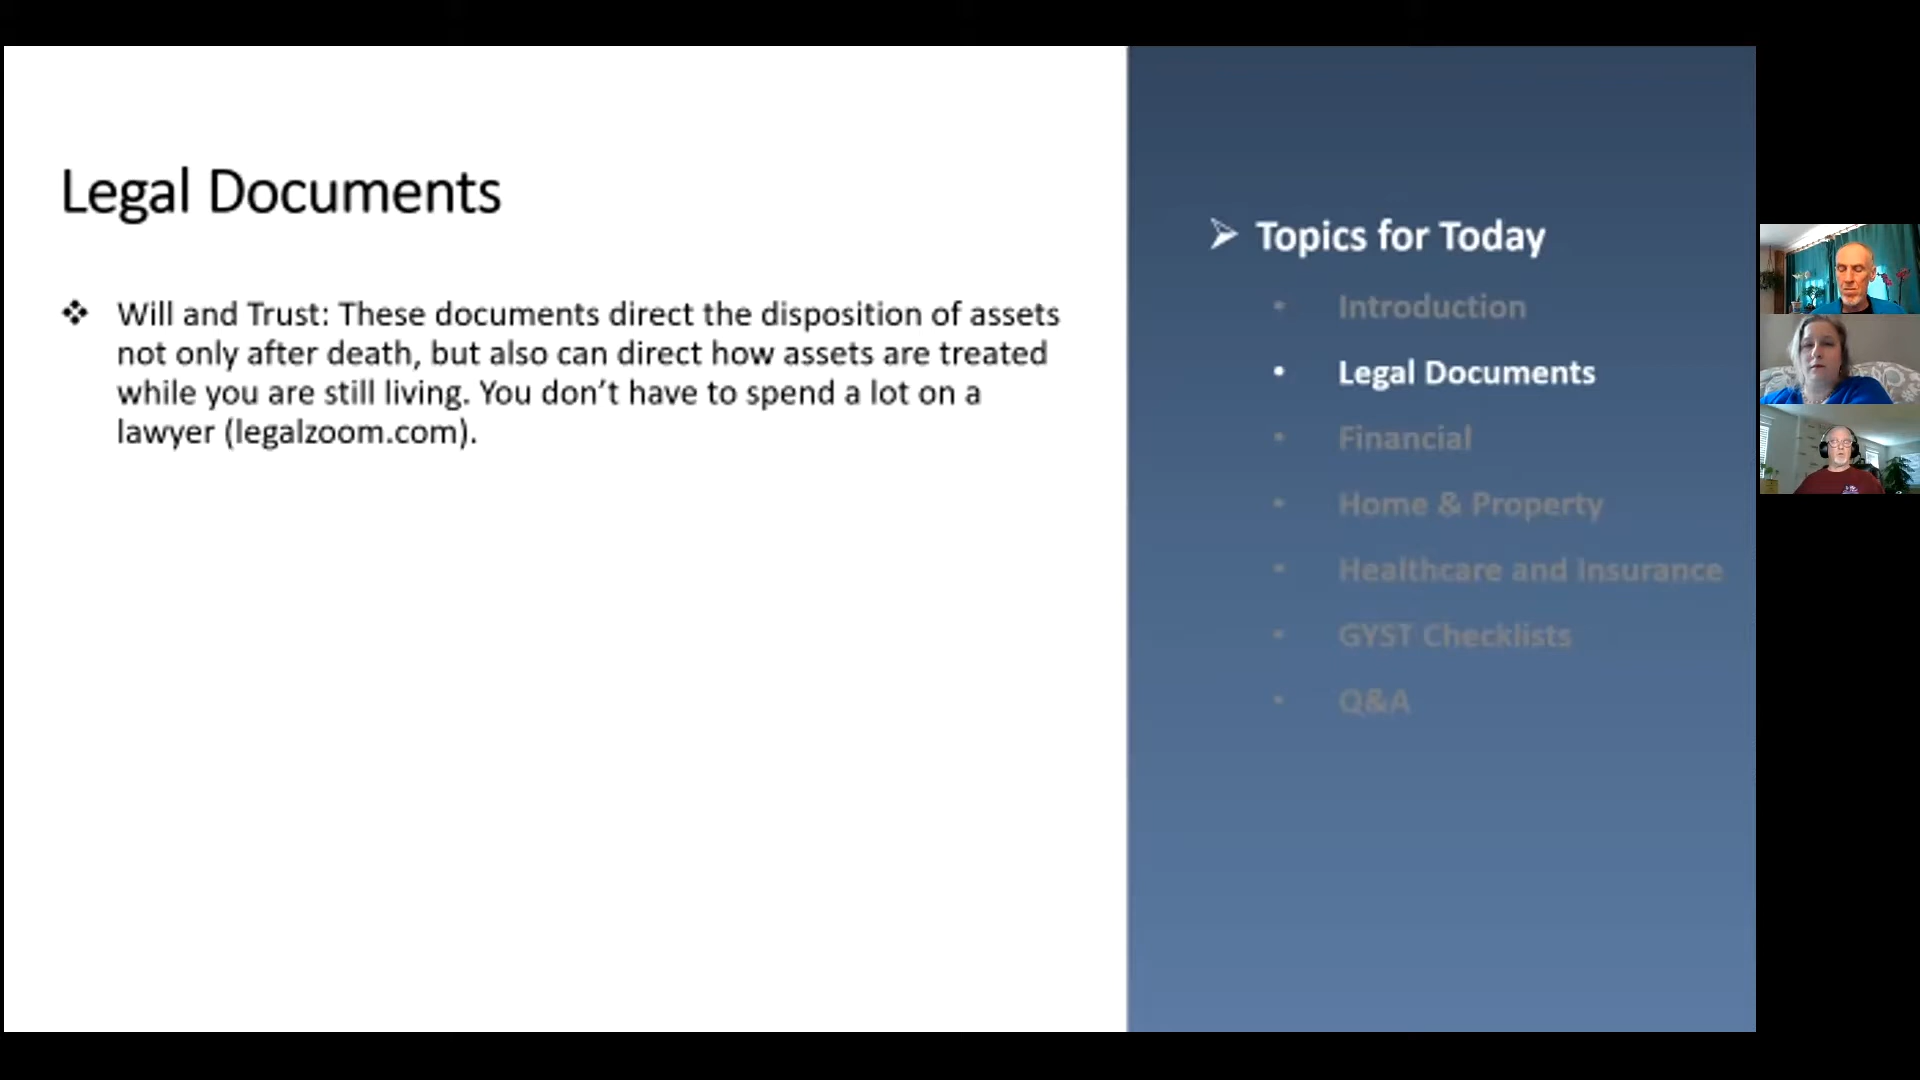 Legal Documents
❖ Will and Trust: These documents direct the disposition of assets
not only after death, but also can direct how assets are treated
while you are still living. You don’t have to spend a lot on a
lawyer (legalzoom.com).
➢ Topics for Today
• Introduction
• Legal Documents
• Financial
• Home & Property
• Healthcare and Insurance
• GYST Checklists
• Q&A